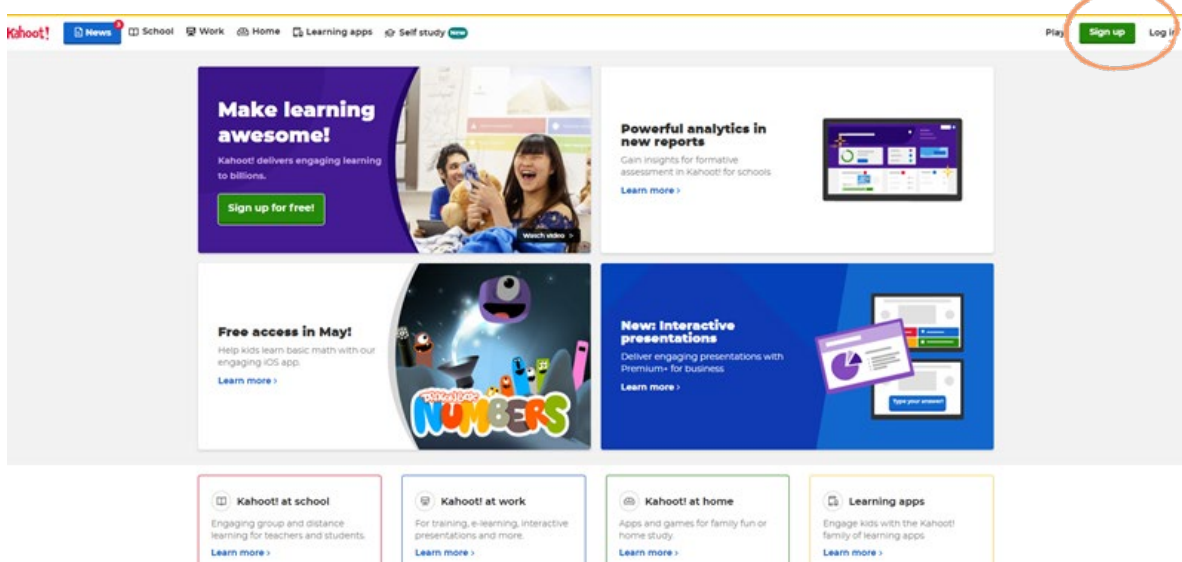 Kahoot!
News
3
School
Work
Home
Learning apps
Self study
New
Play
Sign up
Log in
Make learning
awesome!
Kahoot! delivers engaging learning
to billions.
Sign up for free!
Watch video >
Powerful analytics in
new reports
Gain insights for formative
assessment in Kahoot! for schools
Learn more >
Free access in May!
Help kids learn basic math with our
engaging iOS app.
Learn more >
DRAGONBOX
NUMBERS
New: Interactive
presentations
Deliver engaging presentations with
Premium+ for business
Learn more >
Type your answer!
Kahoot! at school
Engaging group and distance
learning for teachers and students.
Learn more >
Kahoot! at work
For training, e-learning, interactive
presentations and more.
Learn more >
Kahoot! at home
Apps and games for family fun or
home study.
Learn more >
Learning apps
Engage kids with the Kahoot!
family of learning apps
Learn more >